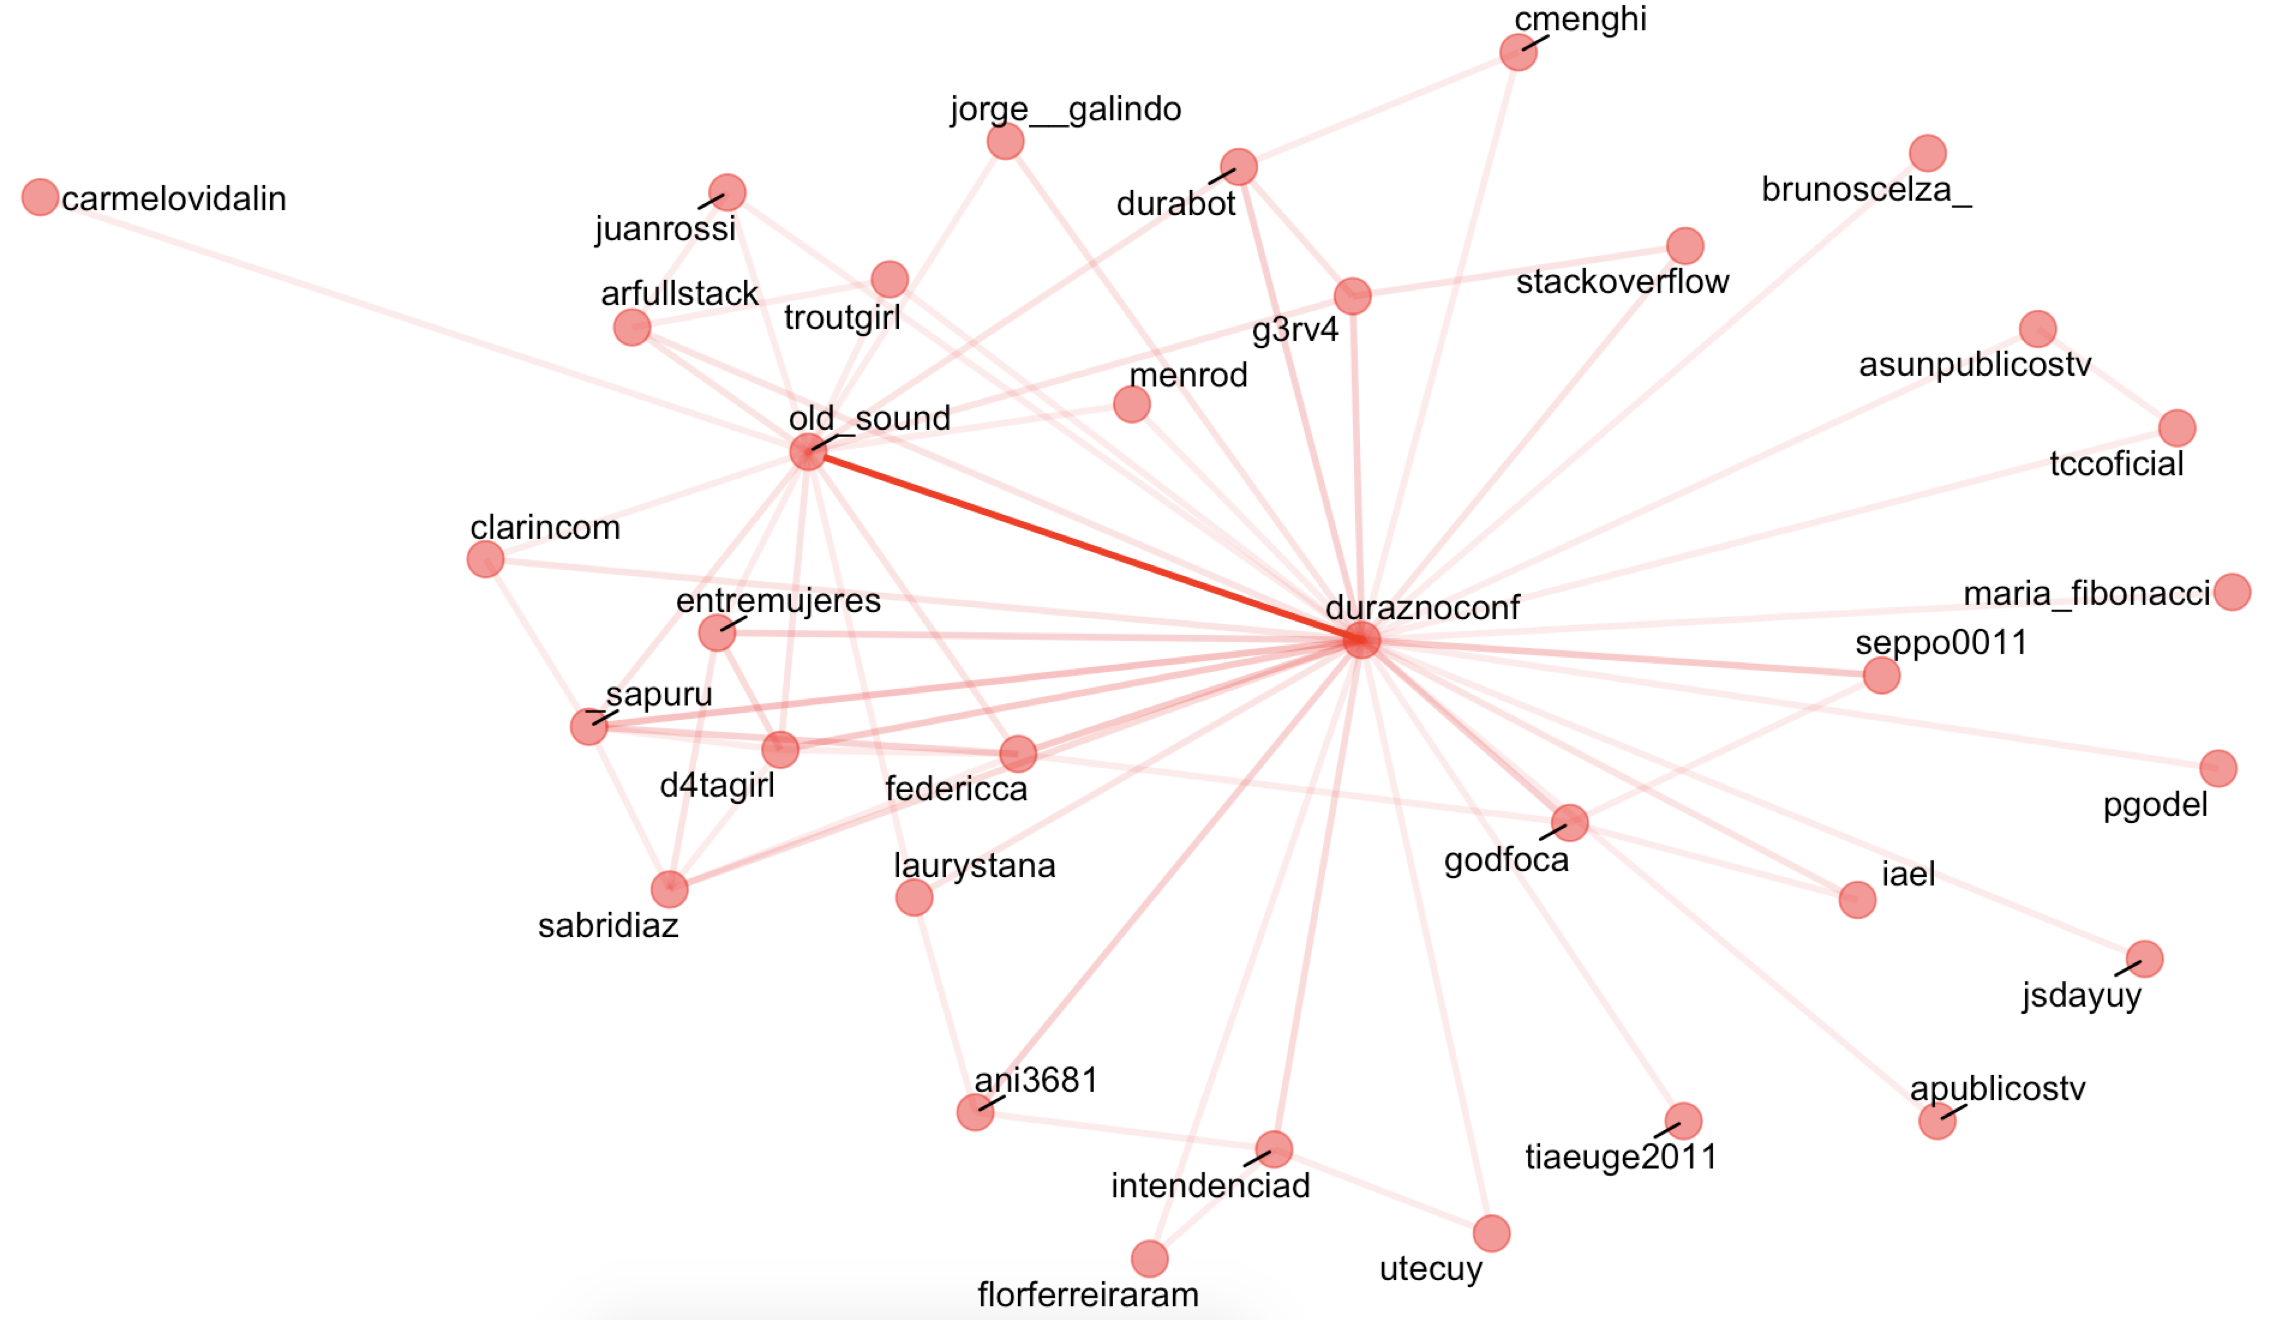 cmenghi
jorge__galindo
brunoscelza_
carmelovidalin
durabot
juanrossi
stackoverflow
arfullstack
troutgirl
g3rv4
asunpublicostv
menrod
old_sound
tccoficial
clarincom
maria_fibonacci
entremujeres
duraznoconf
seppo0011
_sapuru
d4tagirl
federicca
pgodel
godfoca
laurystana
iael
sabridiaz
jsdayuy
ani3681
apublicostv
tiaeuge2011
intendenciad
utecuy
florferreiraram